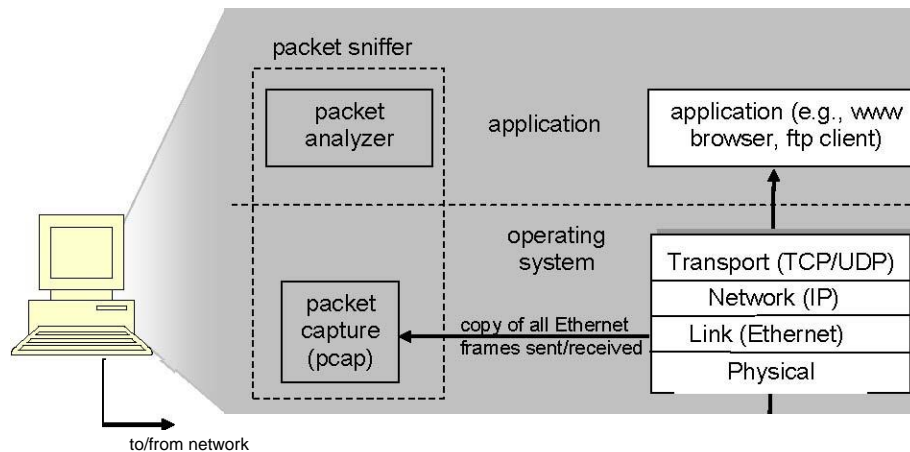 packet sniffer
packet
analyzer
application
application (e.g., www
browser, ftp client)
operating
system
packet
capture
(pcap)
copy of all Ethernet
frames sent/received
Transport (TCP/UDP)
Network (IP)
Link (Ethernet)
Physical
to/from network